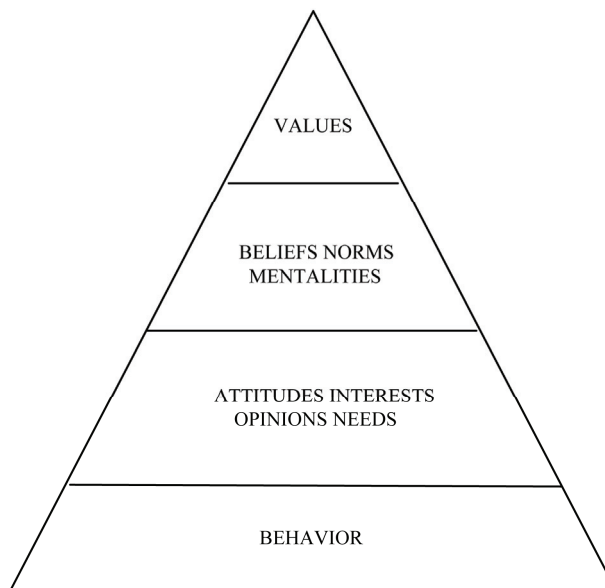 VALUES
BELIEFS NORMS
MENTALITIES
ATTITUDES INTERESTS
OPINIONS NEEDS
BEHAVIOR